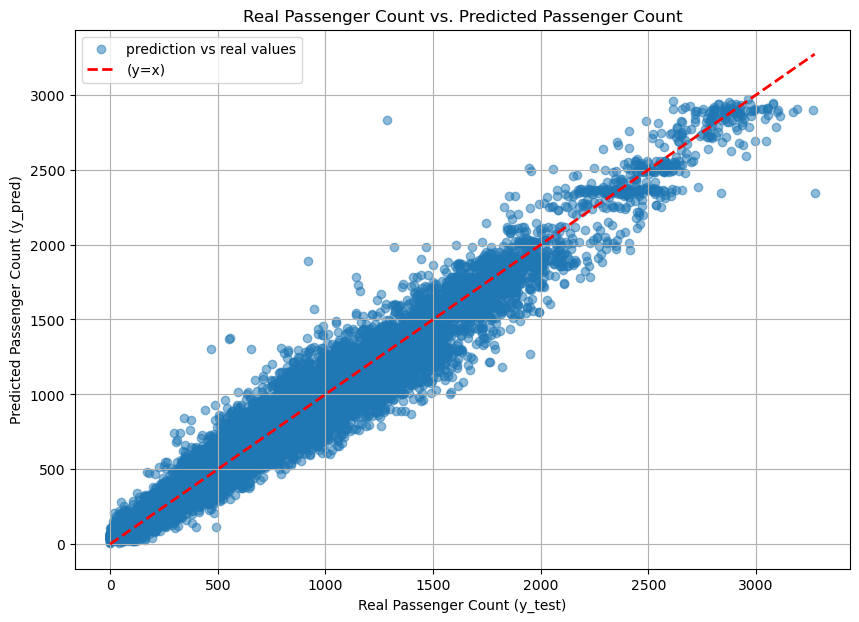 Real Passenger Count vs. Predicted Passenger Count
prediction vs real values
(y=x)
Predicted Passenger Count (y_pred)
3000
2500
2000
1500
1000
500
0
0 500 1000 1500 2000 2500 3000
Real Passenger Count (y_test)